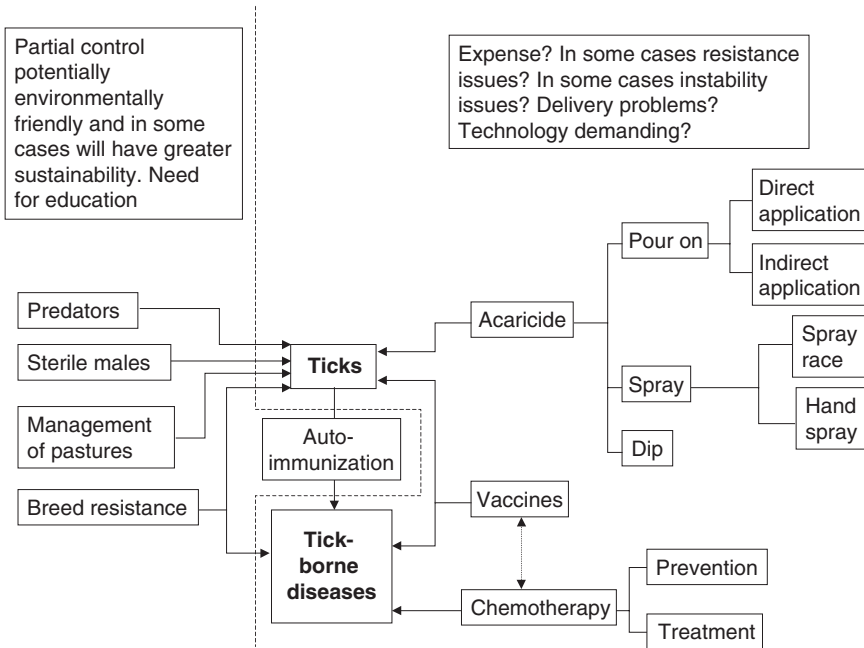 Partial control
potentially
environmentally
friendly and in some
cases will have greater
sustainability. Need
for education
Expense? In some cases resistance
issues? In some cases instability
issues? Delivery problems?
Technology demanding?
Direct
application
Pour on
Indirect
application
Predators
Acaricide
Sterile males
Ticks
Spray
race
Spray
Management
of pastures
Auto-
immunization
Hand
spray
Dip
Breed resistance
Vaccines
Tick-
borne
diseases
Prevention
Chemotherapy
Treatment